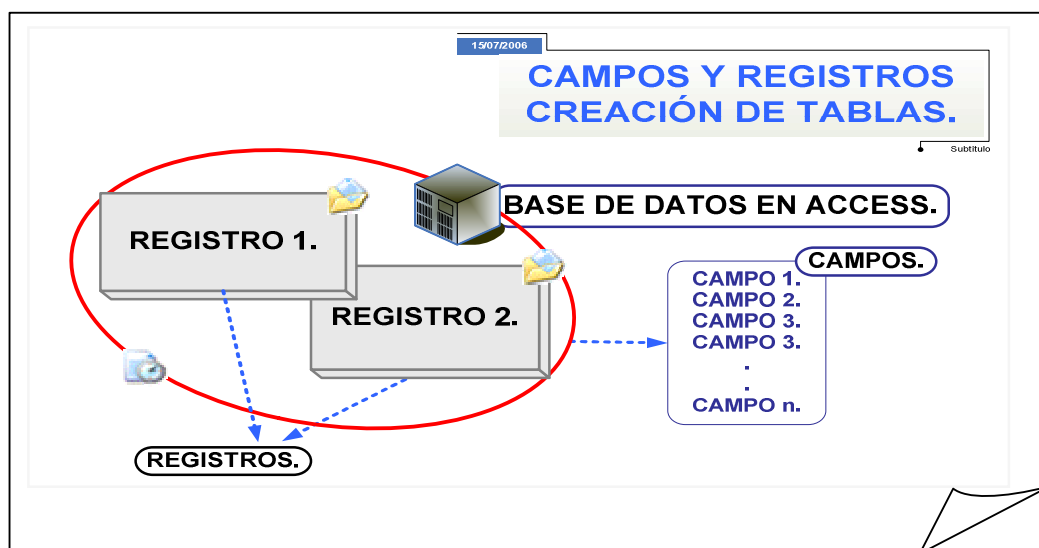 15/07/2006
CAMPOS Y REGISTROS
CREACIÓN DE TABLAS.
Subtítulo
BASE DE DATOS EN ACCESS.
REGISTRO 1.
REGISTRO 2.
CAMPOS.
CAMPO 1.
CAMPO 2.
CAMPO 3.
CAMPO 3.
.
.
CAMPO n.
REGISTROS.